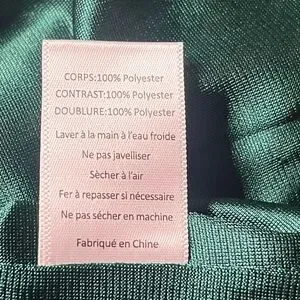 CORPS:100% Polyester
CONTRAST:100% Polyester
DOUBLURE:100% Polyester
Laver à la main à l'eau froide
Ne pas javelliser
Sècher à l'air
Fer à repasser si nécessaire
Ne pas sécher en machine
Fabriqué en Chine